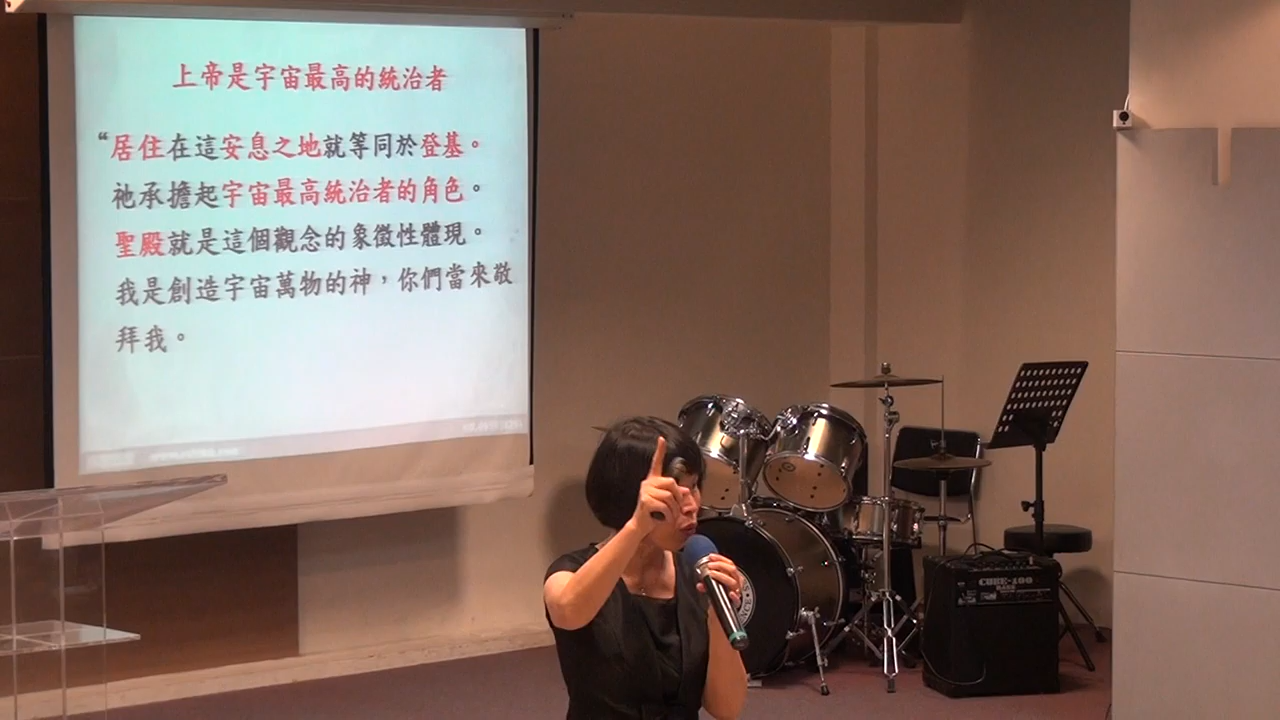 上帝是宇宙最高的統治者
“居住在這安息之地就等同於登基。
祂承擔起宇宙最高統治者的角色。
聖殿就是這個觀念的象徵性體現。
我是創造宇宙萬物的神，你們當來敬
拜我。
CUBE-100
BASS